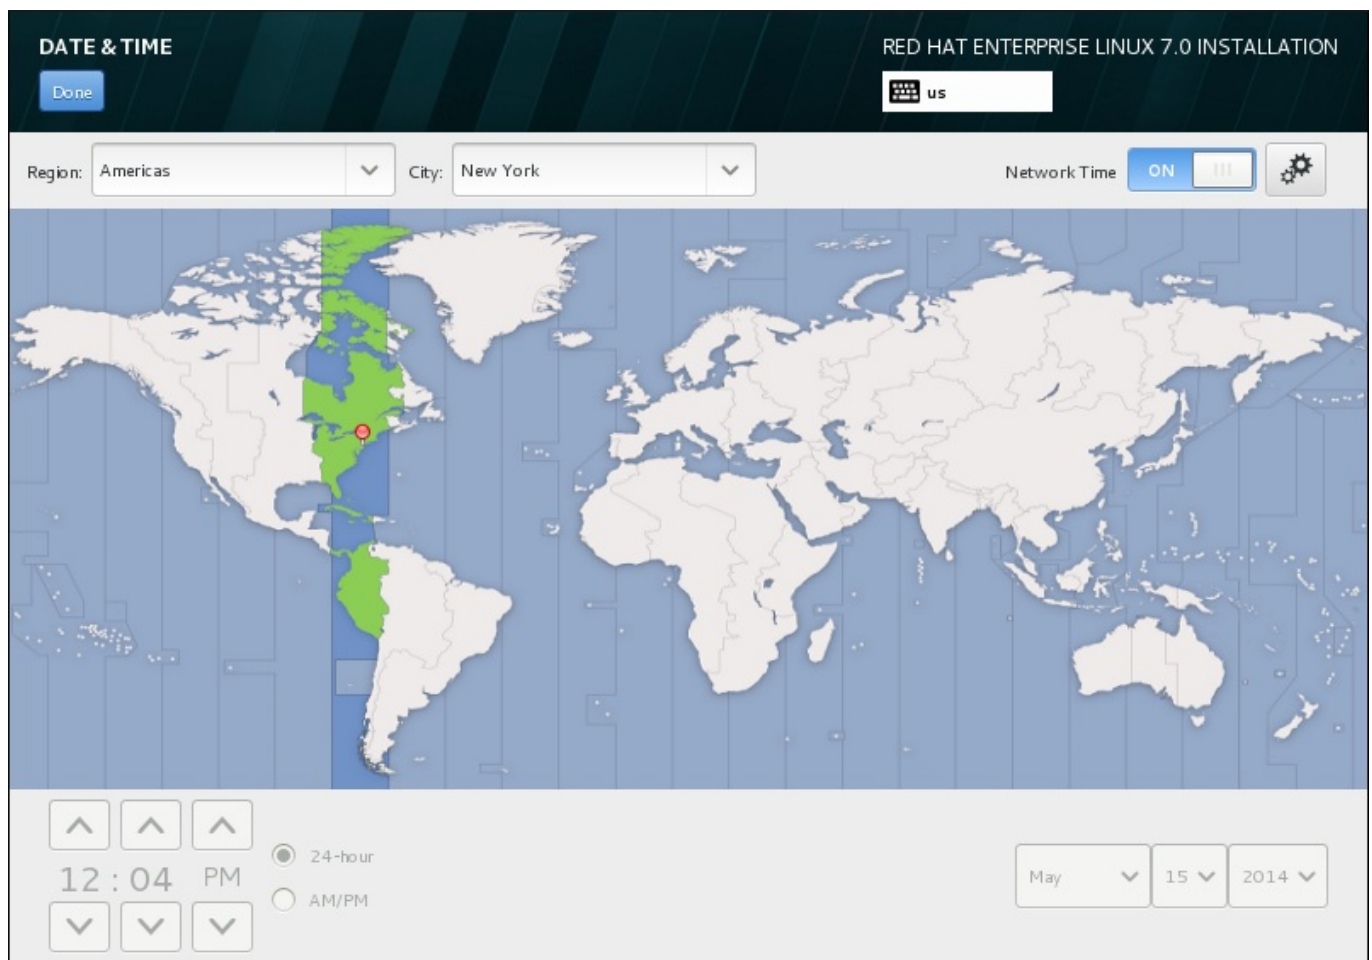 DATE & TIME
RED HAT ENTERPRISE LINUX 7.0 INSTALLATION
Done
us
Region: Americas City: New York Network Time ON
12 : 04 PM
24-hour
AM/PM
May 15 2014